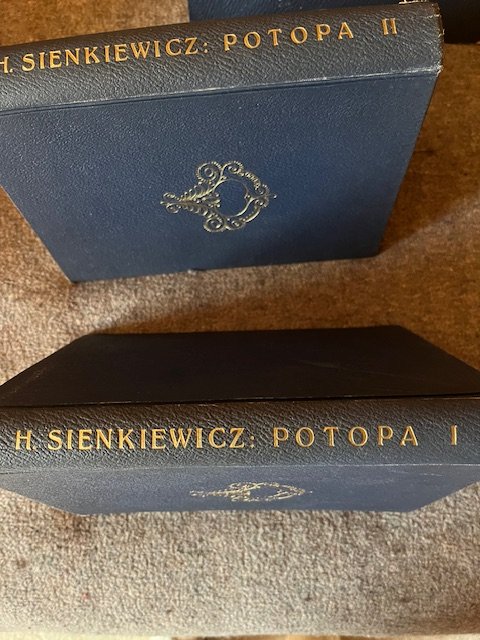 H. SIENKIEWICZ: POTOPA II
H. SIENKIEWICZ: POTOPA I